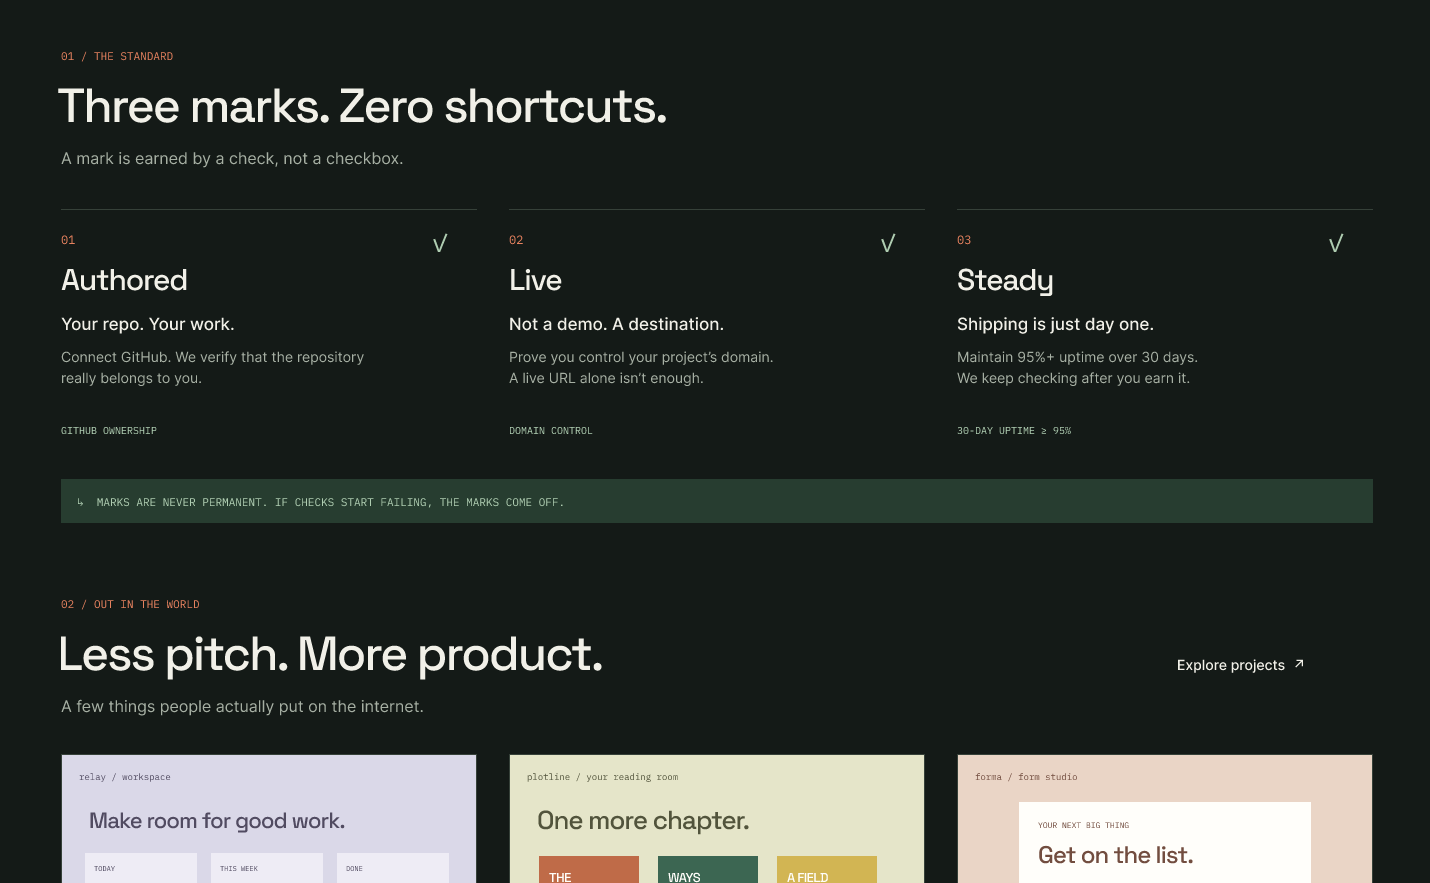 01 / THE STANDARD
Three marks. Zero shortcuts.
A mark is earned by a check, not a checkbox.
01 √
Authored
Your repo. Your work.
Connect GitHub. We verify that the repository
really belongs to you.
GITHUB OWNERSHIP
02 √
Live
Not a demo. A destination.
Prove you control your project’s domain.
A live URL alone isn’t enough.
DOMAIN CONTROL
03 √
Steady
Shipping is just day one.
Maintain 95%+ uptime over 30 days.
We keep checking after you earn it.
30-DAY UPTIME ≥ 95%
↳ MARKS ARE NEVER PERMANENT. IF CHECKS START FAILING, THE MARKS COME OFF.
02 / OUT IN THE WORLD
Less pitch. More product.
Explore projects ↗
A few things people actually put on the internet.
relay / workspace
Make room for good work.
TODAY
THIS WEEK
DONE
plotline / your reading room
One more chapter.
THE
WAYS
A FIELD
forma / form studio
YOUR NEXT BIG THING
Get on the list.